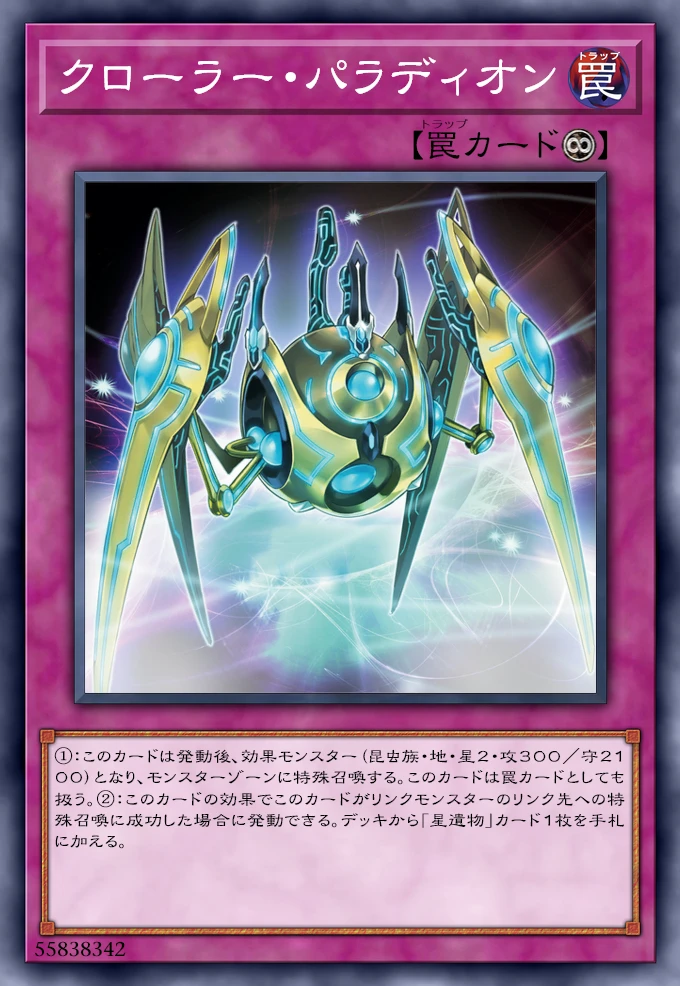 クローラー・パラディオン
トラップ
罠
トラップ
【罠カード♾】
①:このカードは発動後、効果モンスター(昆虫族・地・星2・攻300/守21
00)となり、モンスターゾーンに特殊召喚する。このカードは罠カードとしても
扱う。②:このカードの効果でこのカードがリンクモンスターのリンク先への特
殊召喚に成功した場合に発動できる。デッキから「星遺物」カード1枚を手札
に加える。
55838342